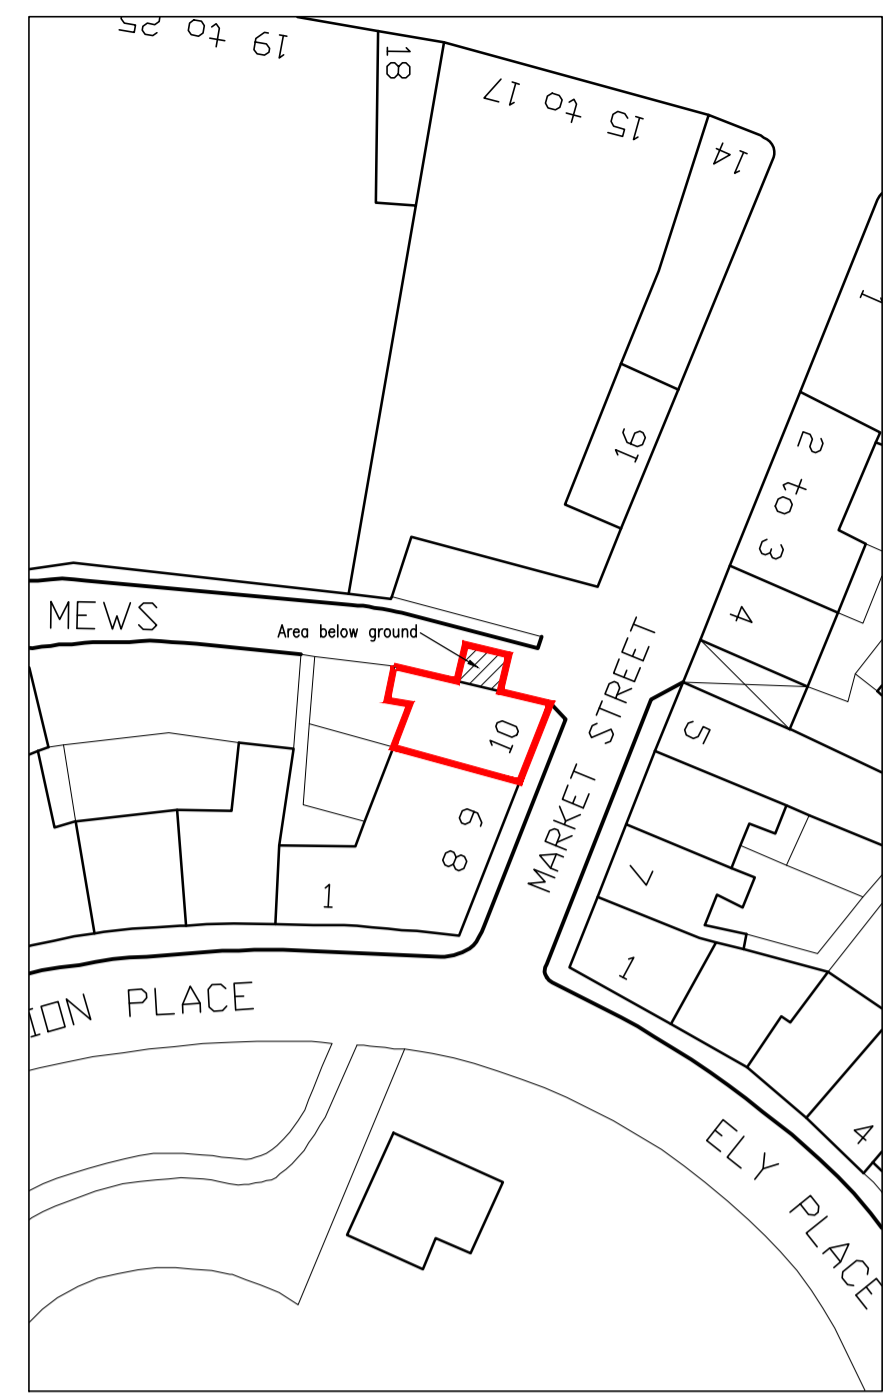 19 to 25
18
15 to 17
14
1
16
2 to 3
4
MEWS
Area below ground
10
MARKET STREET
5
9
8
7
1
1
ION PLACE
ELY PLACE
4